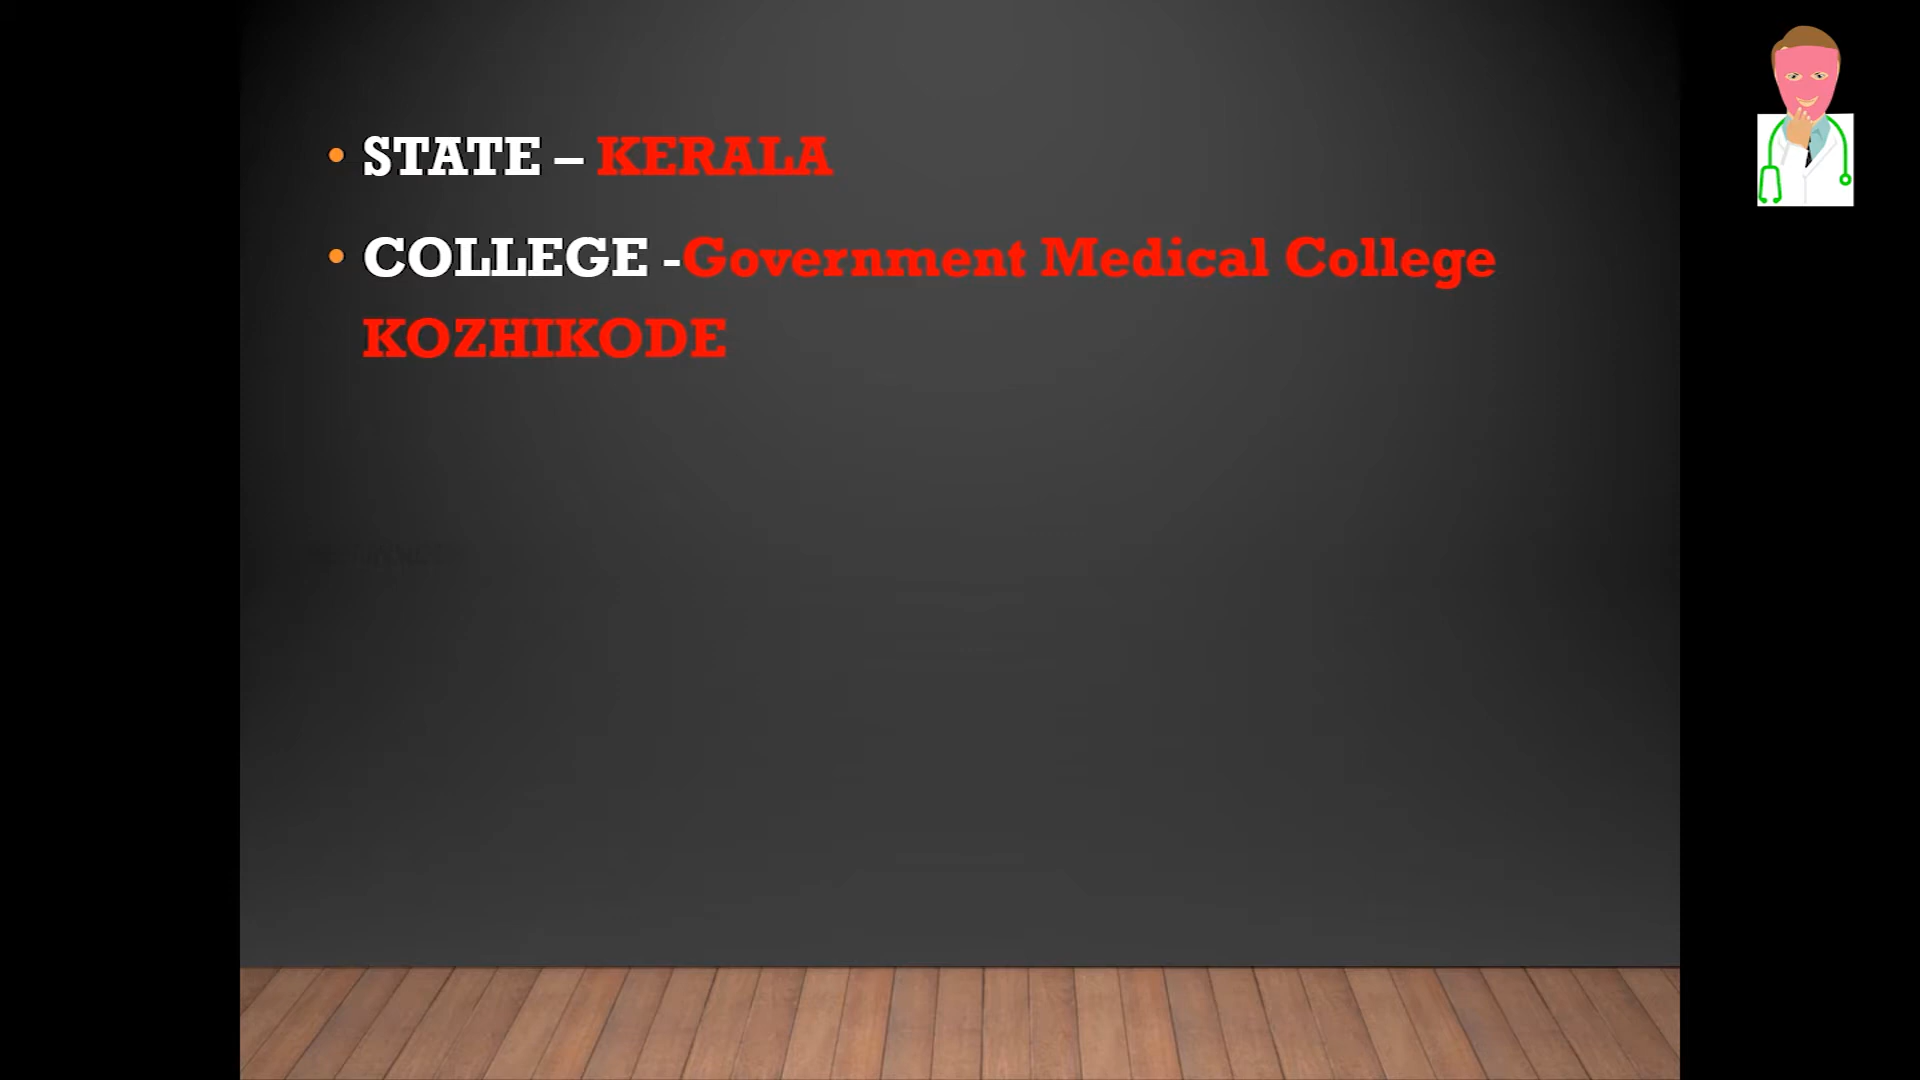 • STATE – KERALA
• COLLEGE -Government Medical College
KOZHIKODE